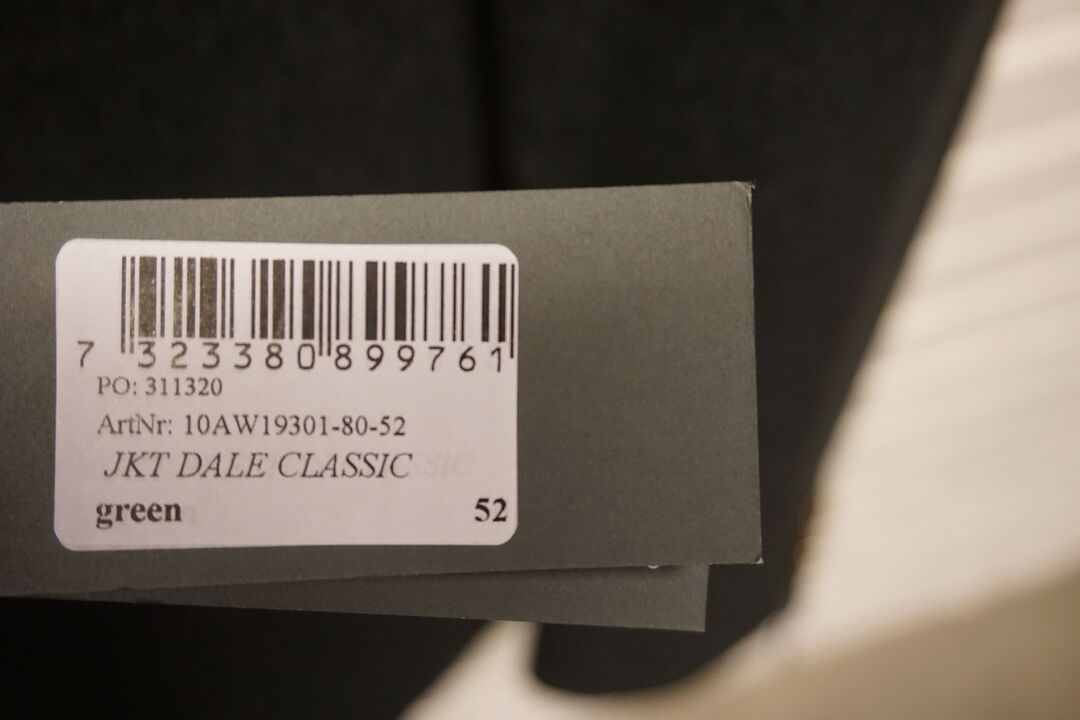 7 323380 899761
PO: 311320
ArtNr: 10AW19301-80-52
JKT DALE CLASSIC
green 52